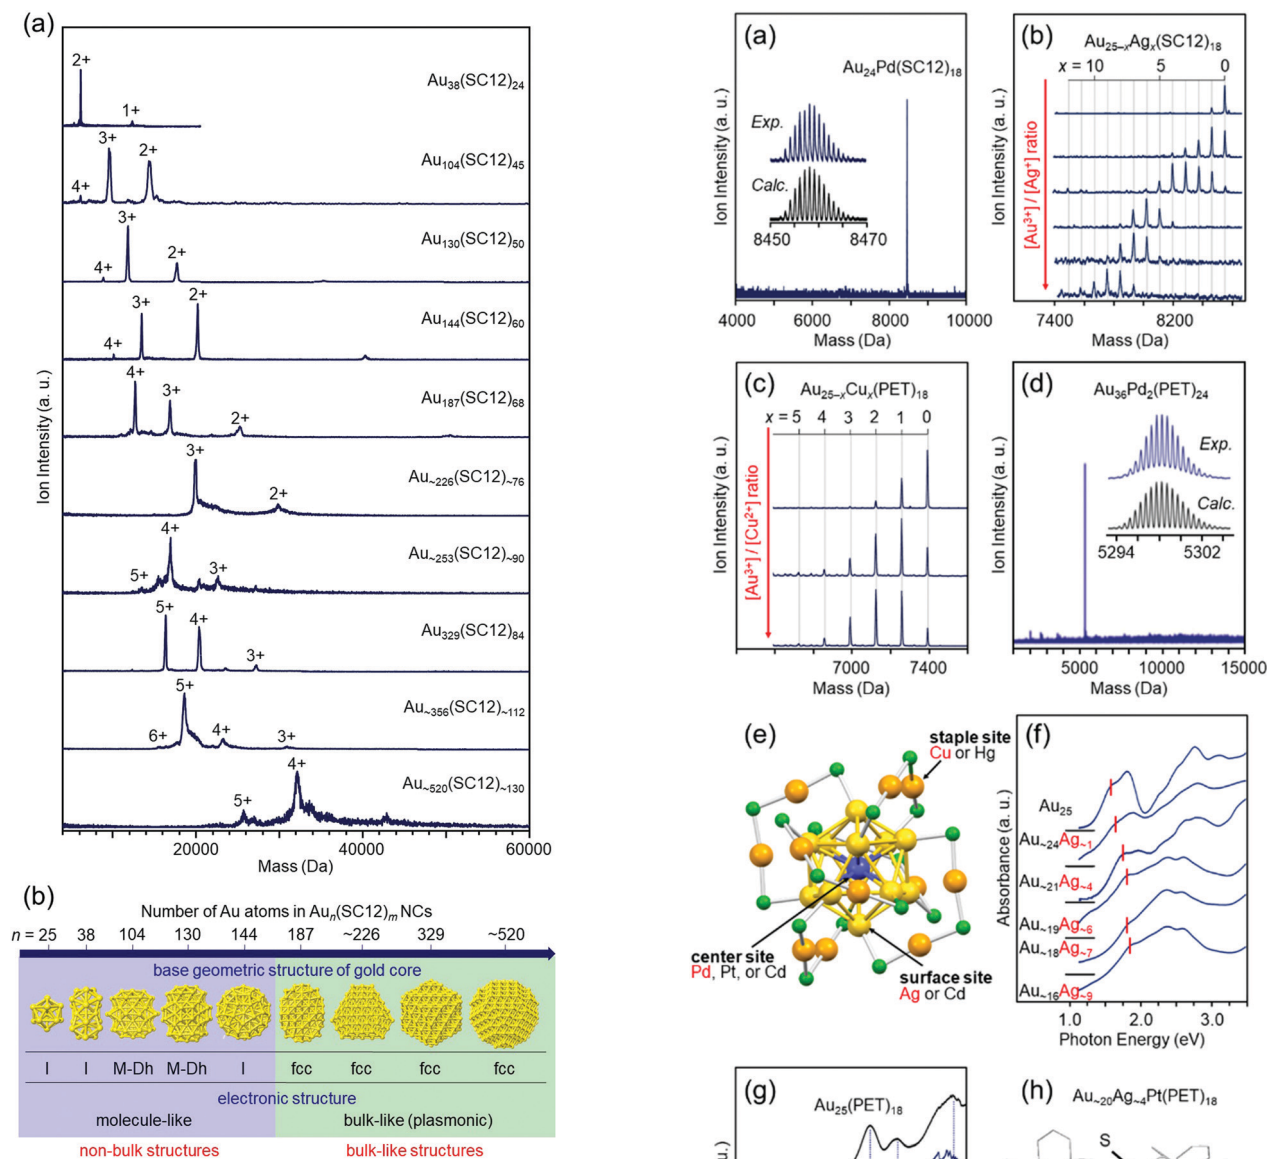 (a)
Ion Intensity (a. u.)
2+
1+
Au38(SC12)24
4+
3+
2+
Au104(SC12)45
4+
3+
2+
Au130(SC12)50
4+
3+
2+
Au144(SC12)60
4+
3+
2+
Au187(SC12)68
3+
2+
Au~226(SC12)~76
5+
4+
3+
Au~253(SC12)~90
5+
4+
3+
Au329(SC12)84
6+
5+
4+
3+
Au~356(SC12)~112
5+
4+
Au~520(SC12)~130
20000 40000 60000
Mass (Da)
(b)
Number of Au atoms in Aun(SC12)m NCs
n = 25 38 104 130 144 187 ~226 329 ~520
base geometric structure of gold core
I I M-Dh M-Dh I fcc fcc fcc fcc
electronic structure
molecule-like bulk-like (plasmonic)
non-bulk structures bulk-like structures
(a)
Au24Pd(SC12)18
Ion Intensity (a. u.)
Exp.
Calc.
8450 8470
4000 6000 8000 10000
Mass (Da)
(b)
Au25–xAgx(SC12)18
x = 10 5 0
Ion Intensity (a. u.)
[Au3+] / [Ag+] ratio
7400 8200
Mass (Da)
(c)
Au25–xCux(PET)18
x = 5 4 3 2 1 0
Ion Intensity (a. u.)
[Au3+] / [Cu2+] ratio
7000 7400
Mass (Da)
(d)
Au36Pd2(PET)24
Ion Intensity (a. u.)
Exp.
Calc.
5294 5302
5000 10000 15000
Mass (Da)
(e)
staple site
Cu or Hg
center site
Pd, Pt, or Cd
surface site
Ag or Cd
(f)
Absorbance (a. u.)
Au25
Au~24Ag~1
Au~21Ag~4
Au~19Ag~6
Au~18Ag~7
Au~16Ag~9
1.0 2.0 3.0
Photon Energy (eV)
(g)
Au25(PET)18
(h)
Au~20Ag~4Pt(PET)18
S